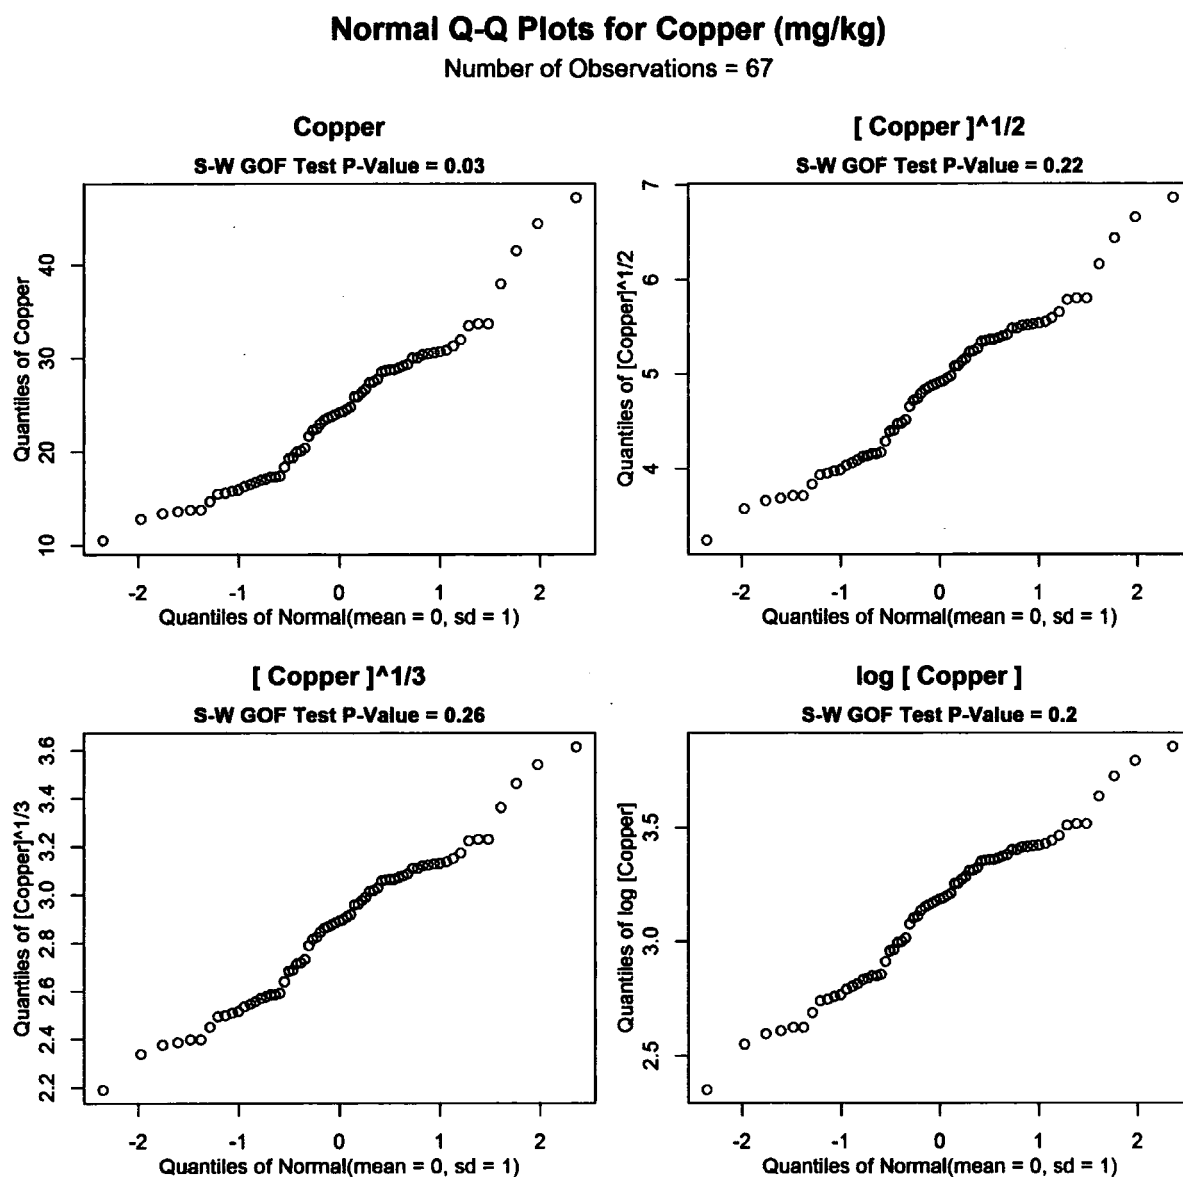 Normal Q-Q Plots for Copper (mg/kg)
Number of Observations = 67
Copper
S-W GOF Test P-Value = 0.03
Quantiles of Copper
10 20 30 40
-2 -1 0 1 2
Quantiles of Normal(mean = 0, sd = 1)
[ Copper ]^1/2
S-W GOF Test P-Value = 0.22
Quantiles of [Copper]^1/2
4 5 6 7
-2 -1 0 1 2
Quantiles of Normal(mean = 0, sd = 1)
[ Copper ]^1/3
S-W GOF Test P-Value = 0.26
Quantiles of [Copper]^1/3
2.2 2.4 2.6 2.8 3.0 3.2 3.4 3.6
-2 -1 0 1 2
Quantiles of Normal(mean = 0, sd = 1)
log [ Copper ]
S-W GOF Test P-Value = 0.2
Quantiles of log [Copper]
2.5 3.0 3.5
-2 -1 0 1 2
Quantiles of Normal(mean = 0, sd = 1)